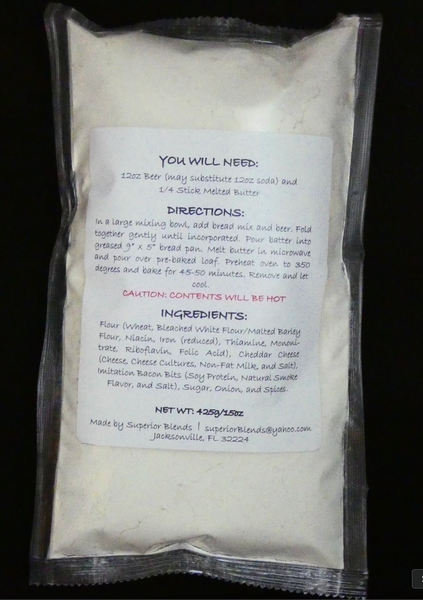 YOU WILL NEED:
12oz Beer (may substitute 12oz soda) and
1/4 Stick Melted Butter
DIRECTIONS:
In a large mixing bowl, add bread mix and beer. Fold
together gently until incorporated. Pour batter into
greased 9" x 5" bread pan. Melt butter in microwave
and pour over pre-baked loaf. Preheat oven to 350
degrees and bake for 45-50 minutes. Remove and let
cool.
CAUTION: CONTENTS WILL BE HOT
INGREDIENTS:
Flour (Wheat, Bleached White Flour/Malted Barley
Flour, Niacin, Iron (reduced), Thiamine, Mononi-
trate. Riboflavin, Folic Acid), Cheddar Cheese
(Cheese, Cheese Cultures, Non-Fat Milk, and Salt),
Imitation Bacon Bits (Soy Protein, Natural Smoke
Flavor, and Salt), Sugar, Onion, and Spices.
NET WT: 425g/15oz
Made by Superior Blends | superiorBlends@yahoo.com
Jacksonville, FL 32224